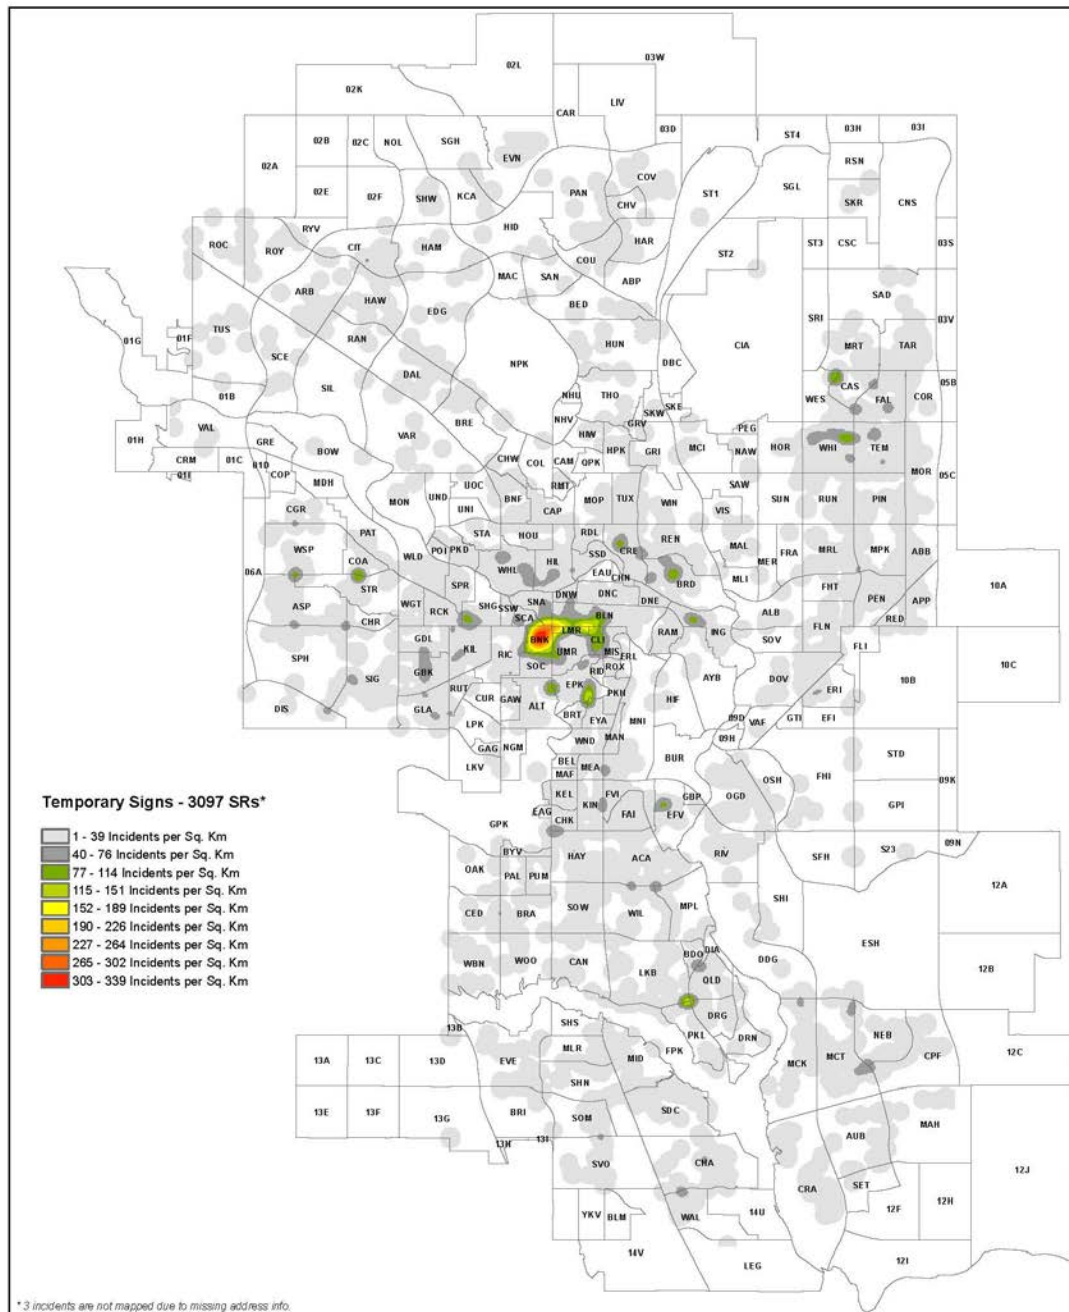 02L
03W
02K
CAR
LIV
02B
02C
NOL
SGH
03D
ST4
03H
03I
02A
EVN
RSN
02E
02F
SHW
KCA
PAN
COV
CHV
ST1
SGL
SKR
CNS
ROC
RYV
ROY
CIT
HAM
HID
COU
HAR
ST2
ST3
CSC
03S
MAC
SAN
ABP
ARB
HAW
EDG
BED
SAD
01G
01F
TUS
SCE
RAN
HUN
DBC
CIA
SRI
MRT
TAR
03V
NPK
SIL
DAL
NHU
THO
WES
CAS
FAL
COR
05B
01B
VAL
VAR
BRE
NHV
GRV
SKW
SKE
01H
GRE
BOW
CHW
COL
CAM
HIW
QPK
HPK
GRI
MCI
PEG
NAW
HOR
WHI
TEM
MOR
05C
CRM
01I
01C
01D
COP
MDH
MON
UND
UOC
UNI
BNF
RMT
CAP
MOP
TUX
WIN
SAW
VIS
SUN
RUN
PIN
CGR
PAT
WSP
WLD
POI
PKD
STA
HOU
RDL
SSD
CRE
REN
MAL
MER
FRA
MRL
MPK
ABB
COA
STR
SPR
WHL
HIL
EAU
CHN
BRD
MLI
FHT
PEN
APP
10A
06A
ASP
CHR
WGT
RCK
SHG
SSW
SNA
DNW
DNC
DNE
ALB
RED
SCA
BLN
RAM
ING
SOV
FLN
FLI
GDL
KIL
RIC
BNK
LMR
CLI
UMR
MIS
ERL
SPH
SIG
GBK
SOC
RID
ROX
AYB
DOV
ERI
10B
10C
RUT
CUR
GAW
ALT
EPK
PKH
HIF
DIS
GLA
LPK
BRT
EYA
MNI
09D
VAF
GTI
EFI
GAG
NGM
WND
MAN
09H
LKV
BEL
MAF
MEA
BUR
OSH
FHI
STD
09K
KEL
KIN
FVI
FAI
GBP
EFV
OGD
GPI
GPK
EAG
CHK
BYV
HAY
ACA
RIV
SFH
S23
09N
OAK
PAL
PUM
12A
CED
BRA
SOW
WIL
MPL
SHI
ESH
WBN
WOO
CAN
LKB
BDO
DIA
OLD
DDG
12B
DRG
13B
SHS
PKL
DRN
NEB
13A
13C
13D
EVE
MLR
MID
FPK
MCK
MCT
CPF
12C
SHN
13E
13F
13G
BRI
SOM
SDC
MAH
13H
13I
AUB
SVO
CHA
CRA
SET
12F
12H
12J
YKV
BLM
WAL
14U
14V
LEG
12I
Temporary Signs - 3097 SRs*
1 - 39 Incidents per Sq. Km
40 - 76 Incidents per Sq. Km
77 - 114 Incidents per Sq. Km
115 - 151 Incidents per Sq. Km
152 - 189 Incidents per Sq. Km
190 - 226 Incidents per Sq. Km
227 - 264 Incidents per Sq. Km
265 - 302 Incidents per Sq. Km
303 - 339 Incidents per Sq. Km
* 3 incidents are not mapped due to missing address info.